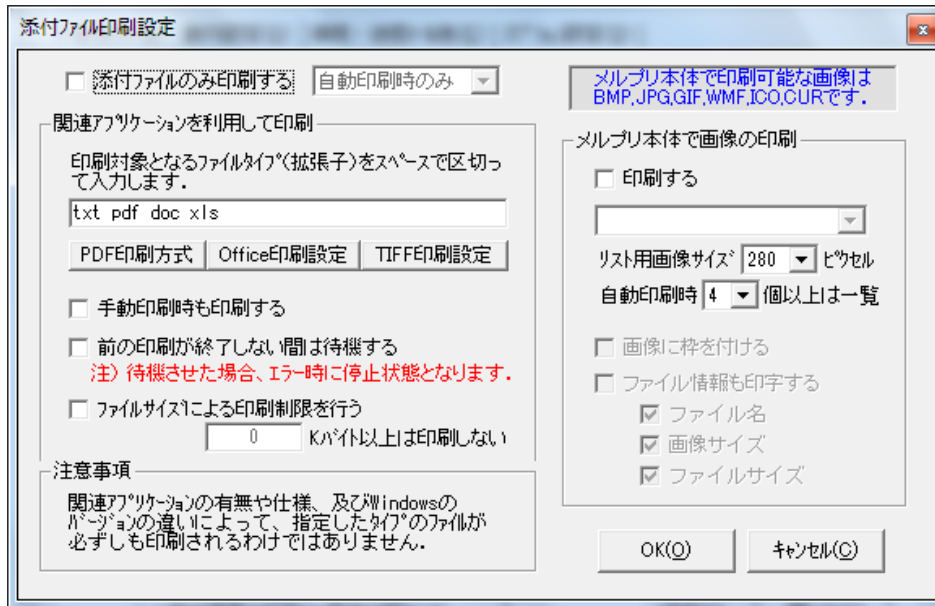 添付ﾌｧｲﾙ印刷設定
添付ファイルのみ印刷する
自動印刷時のみ
関連ｱﾌﾟﾘｹｰｼｮﾝを利用して印刷
印刷対象となるﾌｧｲﾙﾀｲﾌﾟ(拡張子)をｽﾍﾟｰｽで区切っ
て入力します.
txt pdf doc xls
PDF印刷方式
Office印刷設定
TIFF印刷設定
手動印刷時も印刷する
前の印刷が終了しない間は待機する
注）待機させた場合、ｴﾗｰ時に停止状態となります.
ﾌｧｲﾙｻｲｽﾞによる印刷制限を行う
0
Kﾊﾞｲﾄ以上は印刷しない
注意事項
関連ｱﾌﾟﾘｹｰｼｮﾝの有無や仕様、及びWindowsの
ﾊﾞｰｼﾞｮﾝの違いによって、指定したﾀｲﾌﾟのﾌｧｲﾙが
必ずしも印刷されるわけではありません.
メルプリ本体で印刷可能な画像は
BMP,JPG,GIF,WMF,ICO,CURです.
メルプリ本体で画像の印刷
印刷する
ﾘｽﾄ用画像ｻｲｽﾞ 280 ﾋﾟｸｾﾙ
自動印刷時 4 個以上は一覧
画像に枠を付ける
ファイル情報も印字する
ファイル名
画像サイズ
ファイルサイズ
OK(O)
ｷｬﾝｾﾙ(C)